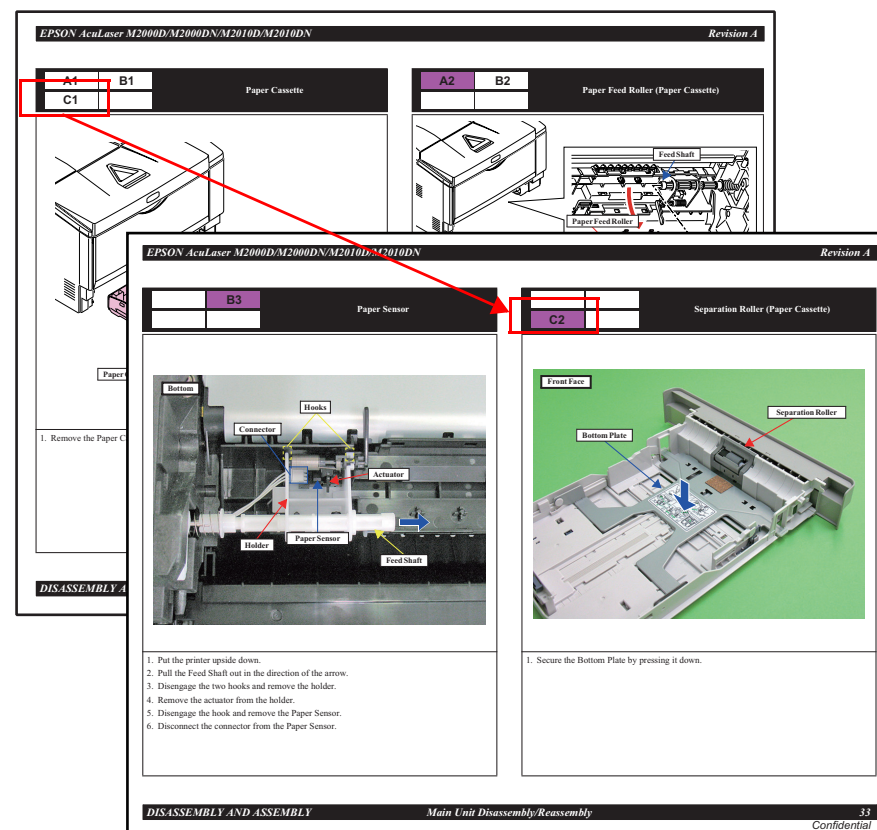 EPSON AcuLaser M2000D/M2000DN/M2010D/M2010DN Revision A
A1 B1
C1
Paper Cassette
A2 B2
Paper Feed Roller (Paper Cassette)
Feed Shaft
Paper Feed Roller
Paper
1. Remove the Paper C
DISASSEMBLY A
EPSON AcuLaser M2000D/M2000DN/M2010D/M2010DN Revision A
B3
Paper Sensor
C2
Separation Roller (Paper Cassette)
Bottom
Hooks
Connector
Actuator
Holder
Paper Sensor
Feed Shaft
1. Put the printer upside down.
2. Pull the Feed Shaft out in the direction of the arrow.
3. Disengage the two hooks and remove the holder.
4. Remove the actuator from the holder.
5. Disengage the hook and remove the Paper Sensor.
6. Disconnect the connector from the Paper Sensor.
Front Face
Separation Roller
Bottom Plate
1. Secure the Bottom Plate by pressing it down.
DISASSEMBLY AND ASSEMBLY Main Unit Disassembly/Reassembly 33
Confidential